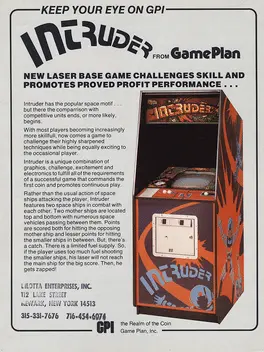 KEEP YOUR EYE ON GPI
INTRUDER FROM GamePlan
NEW LASER BASE GAME CHALLENGES SKILL AND
PROMOTES PROVED PROFIT PERFORMANCE . . .
Intruder has the popular space motif . . .
but there the comparrison with
competitive units ends, or more likely,
begins.
With most players becoming increasingly
more skillfull, now comes a game to
challenge their highly sharpened
techniques while being equally exciting to
the occasional player.
Intruder is a unique combination of
graphics, challenge, excitement and
electronics to fulfill all of the requirements
of a successful game that commands the
first coin and promotes continuous play.
Rather than the usual action of space
ships attacking the player, Intruder
features two space ships in combat with
each other. Two mother ships are located
top and bottom with numerous space
vehicles passing between them. Points
are scored both for hitting the opposing
mother ship and lesser points for hitting
the smaller ships in between. But, there's
a catch. There is a limited fuel supply. So,
if the player uses too much fuel shooting
the smaller ships, his laser will not reach
the main ship for the big score. Then, he
gets zapped!
ENTERPRISES, INC.
112 LAKE STREET
NEWARK, NEW YORK 14513
315-331-7676 716-454-6074
GPI the Realm of the Coin
Game Plan, Inc.
INTRUDER
INTRUDER